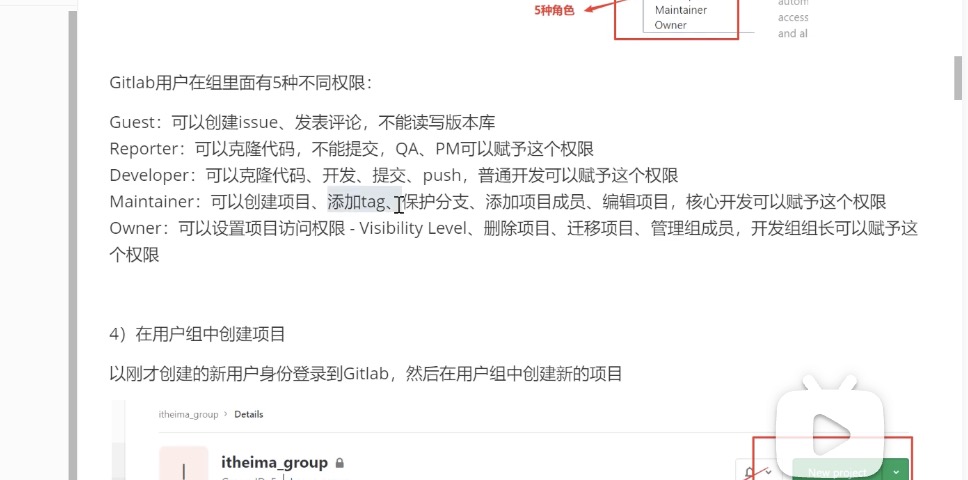 autom
5种角色
Maintainer
access
Owner
and al
Gitlab用户在组里面有5种不同权限：
Guest：可以创建issue、发表评论，不能读写版本库
Reporter：可以克隆代码，不能提交，QA、PM可以赋予这个权限
Developer：可以克隆代码、开发、提交、push，普通开发可以赋予这个权限
Maintainer：可以创建项目、添加tag、保护分支、添加项目成员、编辑项目，核心开发可以赋予这个权限
Owner：可以设置项目访问权限 - Visibility Level、删除项目、迁移项目、管理组成员，开发组组长可以赋予这
个权限
4）在用户组中创建项目
以刚才创建的新用户身份登录到Gitlab，然后在用户组中创建新的项目
itheima_group > Details
I
itheima_group
New project